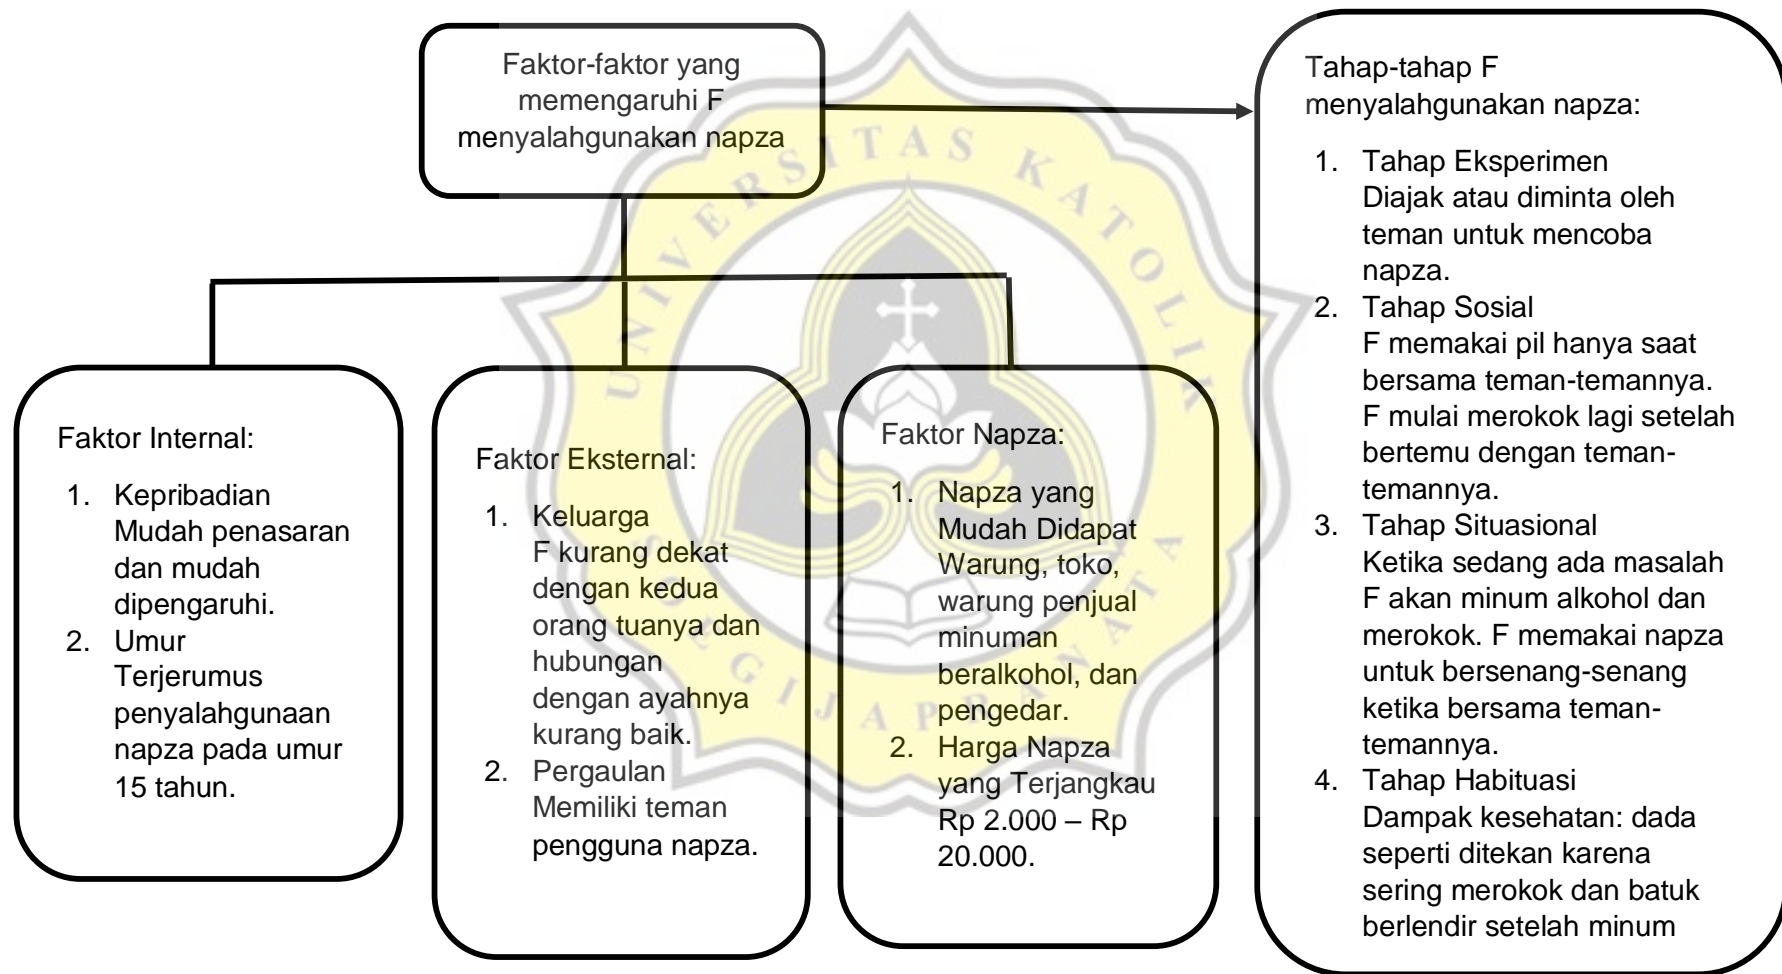 Faktor-faktor yang
memengaruhi F
menyalahgunakan napza
Faktor Internal:
1. Kepribadian
Mudah penasaran
dan mudah
dipengaruhi.
2. Umur
Terjerumus
penyalahgunaan
napza pada umur
15 tahun.
Faktor Eksternal:
1. Keluarga
F kurang dekat
dengan kedua
orang tuanya dan
hubungan
dengan ayahnya
kurang baik.
2. Pergaulan
Memiliki teman
pengguna napza.
Faktor Napza:
1. Napza yang
Mudah Didapat
Warung, toko,
warung penjual
minuman
beralkohol, dan
pengedar.
2. Harga Napza
yang Terjangkau
Rp 2.000 – Rp
20.000.
Tahap-tahap F
menyalahgunakan napza:
1. Tahap Eksperimen
Diajak atau diminta oleh
teman untuk mencoba
napza.
2. Tahap Sosial
F memakai pil hanya saat
bersama teman-temannya.
F mulai merokok lagi setelah
bertemu dengan teman-
temannya.
3. Tahap Situasional
Ketika sedang ada masalah
F akan minum alkohol dan
merokok. F memakai napza
untuk bersenang-senang
ketika bersama teman-
temannya.
4. Tahap Habituasi
Dampak kesehatan: dada
seperti ditekan karena
sering merokok dan batuk
berlendir setelah minum
UNIVERSITAS KATOLIK
SOEGIJAPRANATA